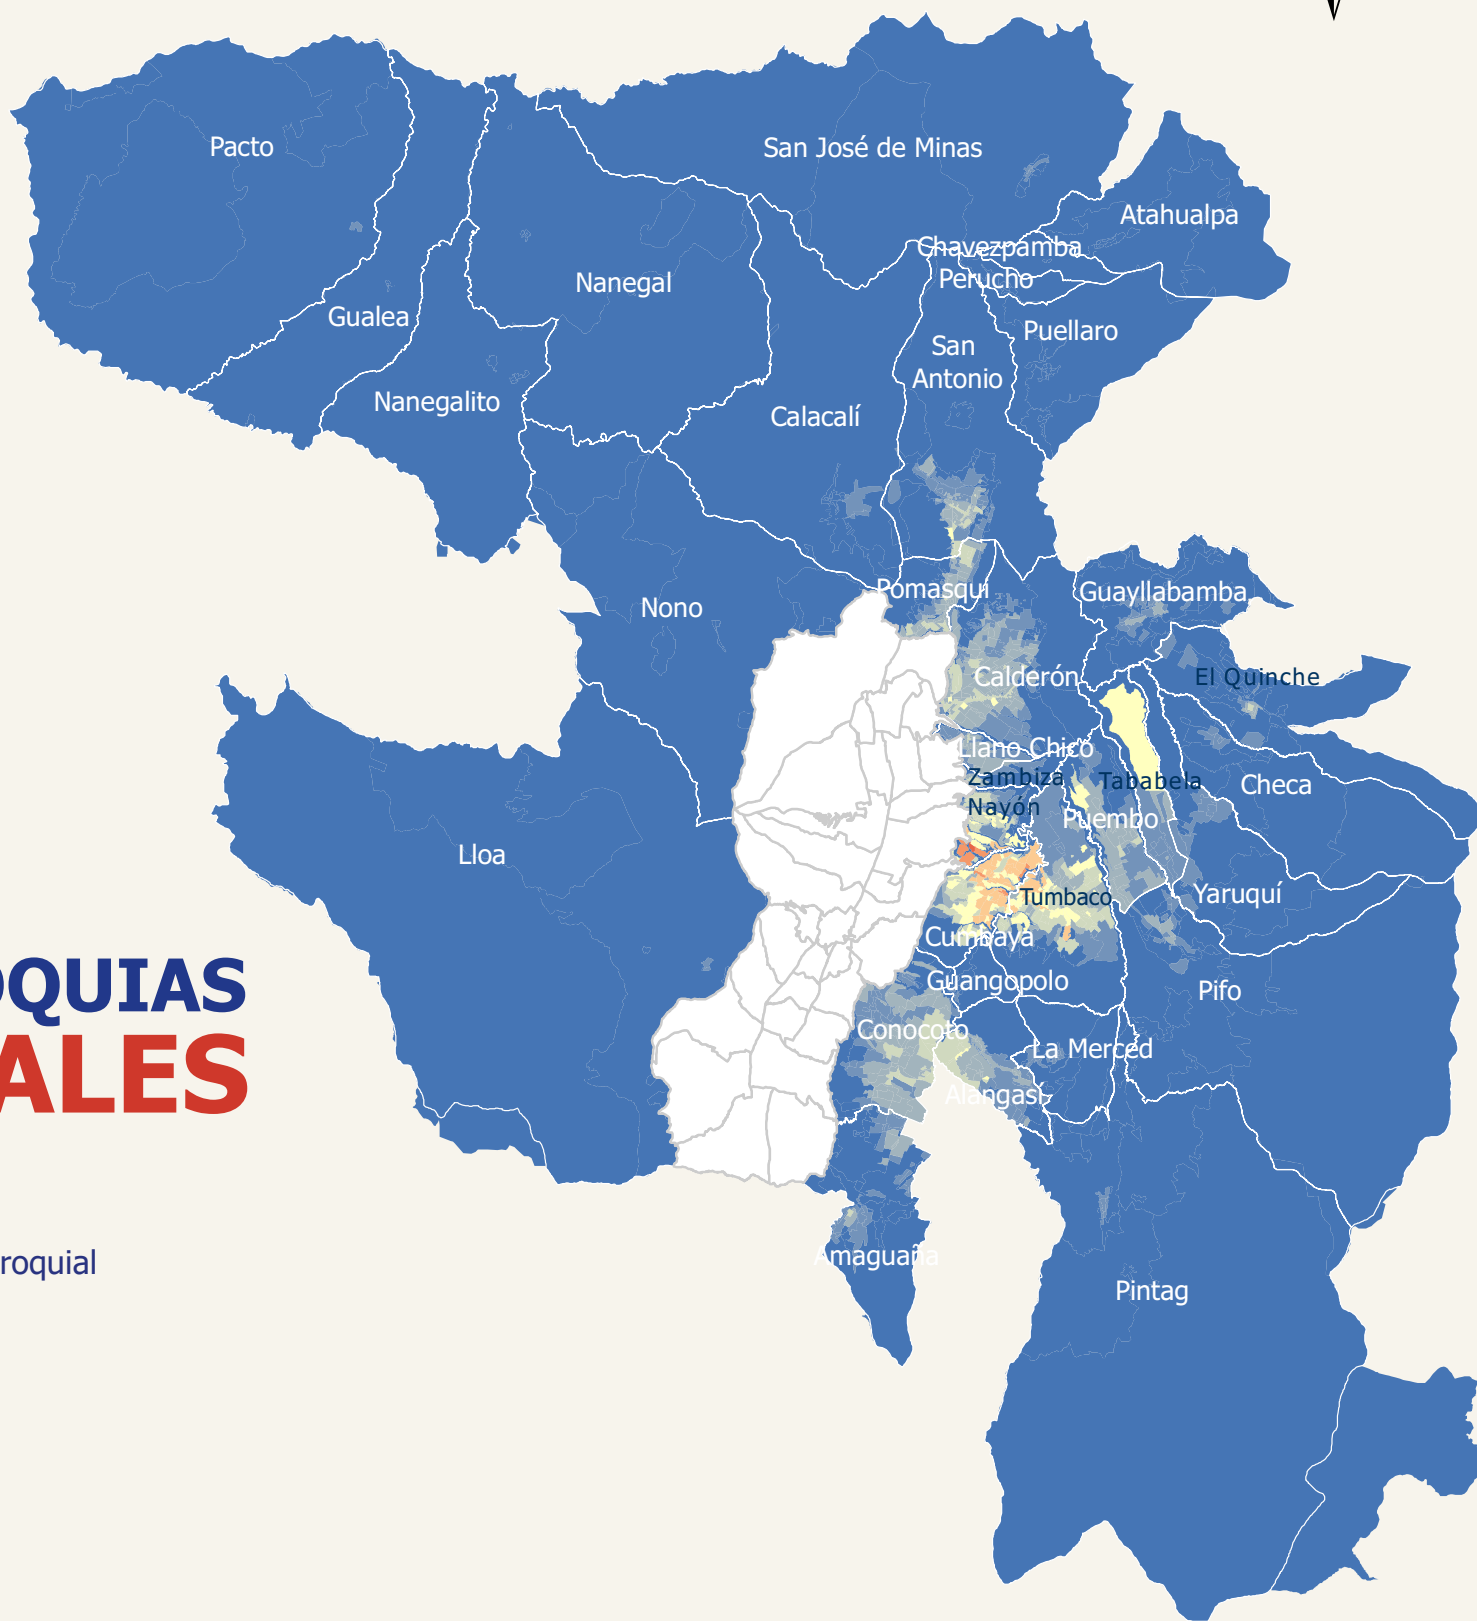 Pacto
San José de Minas
Atahualpa
Chavezpamba
Perucho
Nanegal
Gualea
Puellaro
San
Antonio
Nanegalito
Calacalí
Pomasqui
Guayllabamba
Nono
Calderón
El Quinche
Llano Chico
Zambiza
Tababela
Checa
Nayón
Puembo
Lloa
Tumbaco
Yaruquí
Cumbayá
OQUIAS
Guangopolo
Pifo
Conocoto
La Merced
ALES
Alangasí
Amaguaña
roquial
Pintag